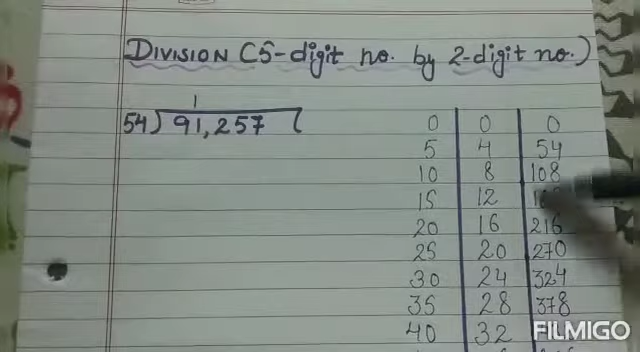 DIVISION (5-digit no. by 2-digit no.)
1
54) 91,257 (
0 0 0
5 4 54
10 8 108
15 12
20 16 216
25 20 270
30 24 324
35 28 378
40 32
FILMIGO